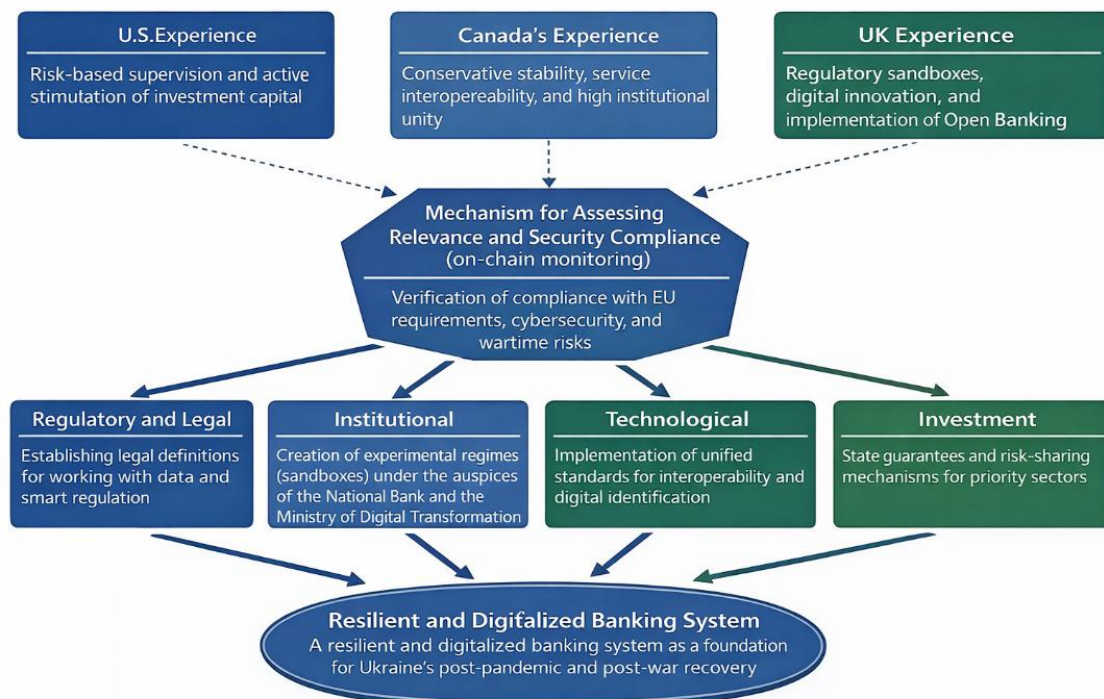 U.S.Experience
Risk-based supervision and active
stimutation of investment capital
Canada's Experience
Conservative stability, service
interopereability, and high institutional
unity
UK Experience
Regulatory sandboxes,
digital innovation, and
implementation of Open Banking
Mechanism for Assessing
Relevance and Security Compliance
(on-chain monitoring)
Verification of compliance with EU
requirements, cybersecurity, and
wartime risks
Regulatory and Legal
Establishing legal definitions
for working with data and
smart regulation
Institutional
Creation of experimental regimes
(sandboxes) under the auspices
of the National Bank and the
Ministry of Digital Transformation
Technological
Implementation of unified
standards for interoperability and
digital identification
Investment
State guarantees and risk-sharing
mechanisms for priority sectors
Resilient and Digitalized Banking System
A resilient and digitalized banking system as a foundation
for Ukraine's post-pandemic and post-war recovery